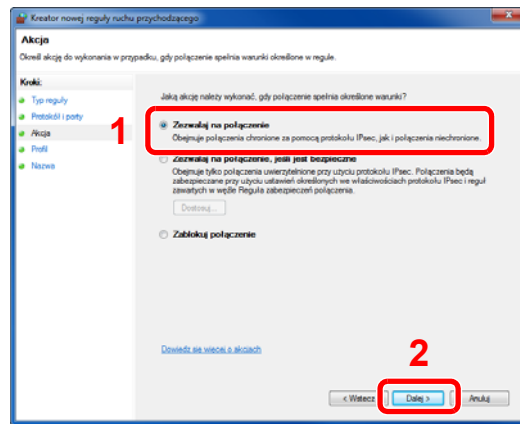 Kreator nowej reguły ruchu przychodzącego
Akcja
Określ akcję do wykonania w przypadku, gdy połączenie spełnia warunki określone w regule.
Kroki:
Typ reguły
Protokół i porty
Akcja
Profil
Nazwa
Jaką akcję należy wykonać, gdy połączenie spełnia określone warunki?
1
Zezwalaj na połączenie
Obejmuje połączenia chronione za pomocą protokołu IPsec, jak i połączenia niechronione.
Zezwalaj na połączenie, jeśli jest bezpieczne
Obejmuje tylko połączenia uwierzytelnione przy użyciu protokołu IPsec. Połączenia będą
zabezpieczane przy użyciu ustawień określonych we właściwościach protokołu IPsec i reguł
zawartych w węźle Reguła zabezpieczeń połączenia.
Dostosuj...
Zablokuj połączenie
Dowiedz się więcej o akcjach
2
< Wstecz
Dalej >
Anuluj